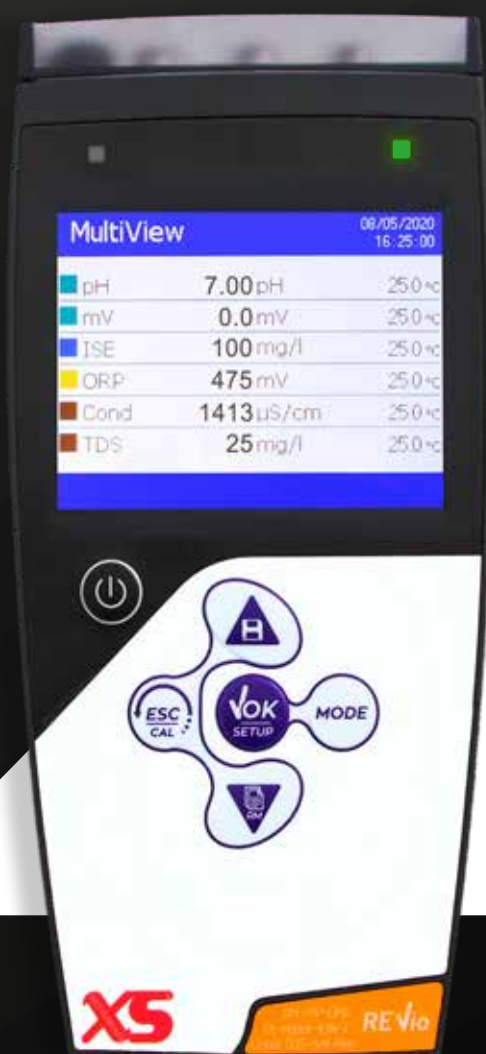 MultiView
08/05/2020
16:25:00
pH 7.00 pH 25.0 °C
mV 0.0 mV 25.0 °C
ISE 100 mg/l 25.0 °C
ORP 475 mV 25.0 °C
Cond 1413 µS/cm 25.0 °C
TDS 25 mg/l 25.0 °C
ESC
CAL
OK
SETUP
MODE
RM
XS
REVio